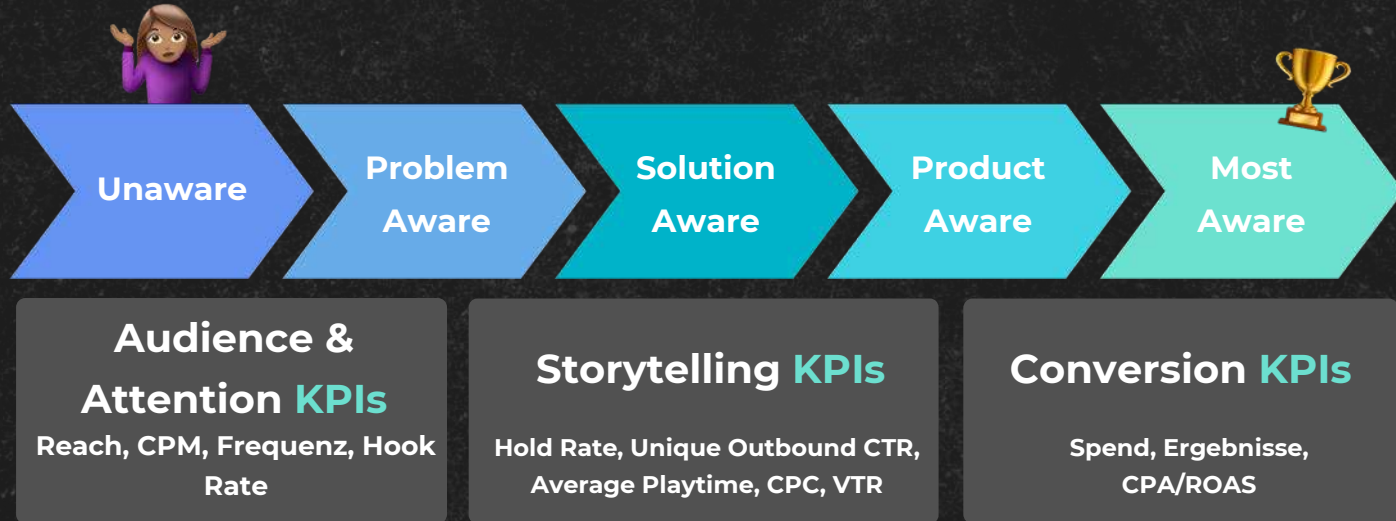 Unaware
Problem
Aware
Solution
Aware
Product
Aware
Most
Aware
Audience &
Attention KPIs
Reach, CPM, Frequenz, Hook
Rate
Storytelling KPIs
Hold Rate, Unique Outbound CTR,
Average Playtime, CPC, VTR
Conversion KPIs
Spend, Ergebnisse,
CPA/ROAS